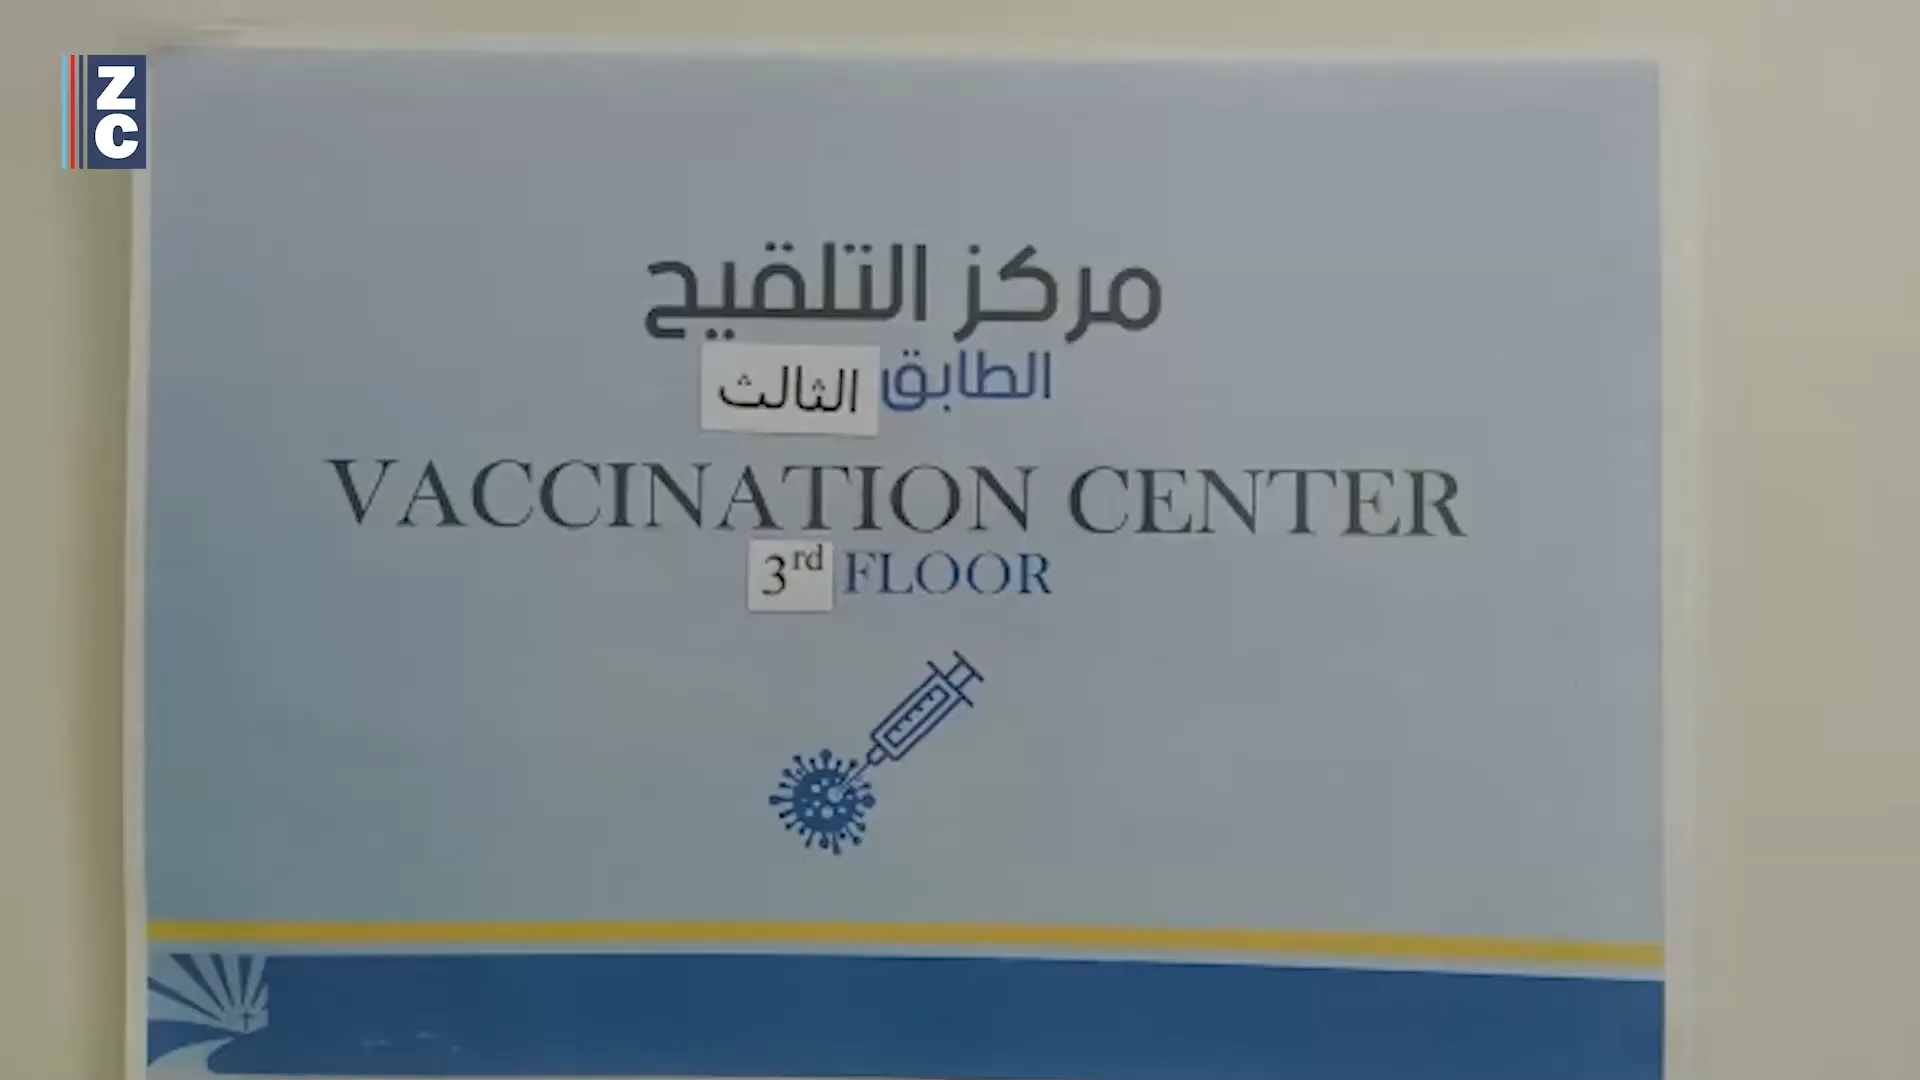 ZC
مركز التلقيح
الطابق الثالث
VACCINATION CENTER
3rd FLOOR